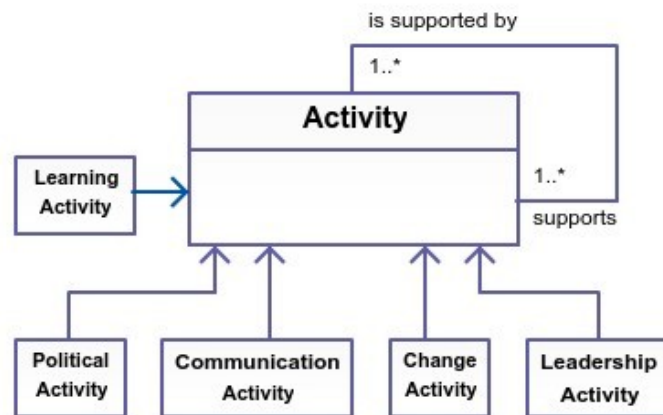 is supported by
1..*
Activity
Learning
Activity
1..*
supports
Political
Activity
Communication
Activity
Change
Activity
Leadership
Activity